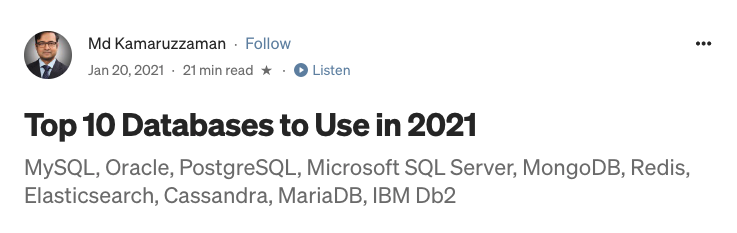 Md Kamaruzzaman · Follow
Jan 20, 2021 · 21 min read ★ · Listen
Top 10 Databases to Use in 2021
MySQL, Oracle, PostgreSQL, Microsoft SQL Server, MongoDB, Redis,
Elasticsearch, Cassandra, MariaDB, IBM Db2